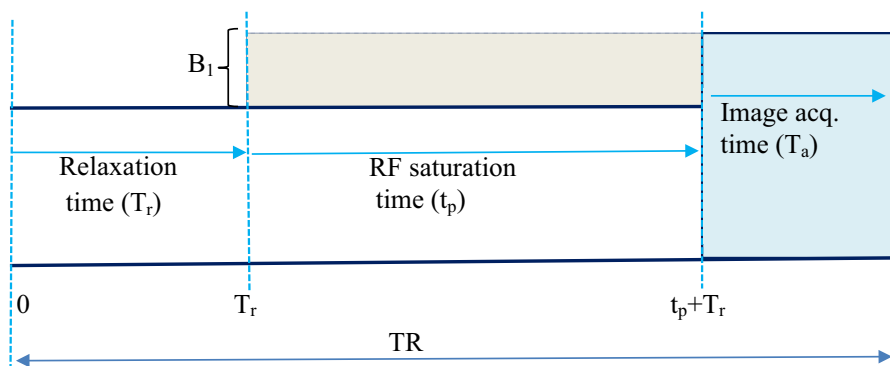 B₁
Image acq.
time (Tₐ)
Relaxation
time (Tᵣ)
RF saturation
time (tₚ)
0
Tᵣ
tₚ+Tᵣ
TR